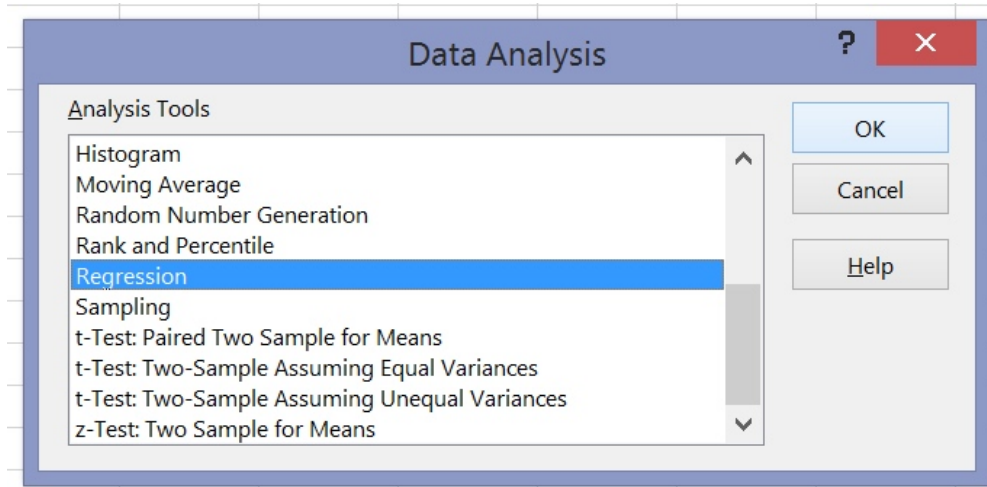 Data Analysis
?
Analysis Tools
Histogram
Moving Average
Random Number Generation
Rank and Percentile
Regression
Sampling
t-Test: Paired Two Sample for Means
t-Test: Two-Sample Assuming Equal Variances
t-Test: Two-Sample Assuming Unequal Variances
z-Test: Two Sample for Means
OK
Cancel
Help